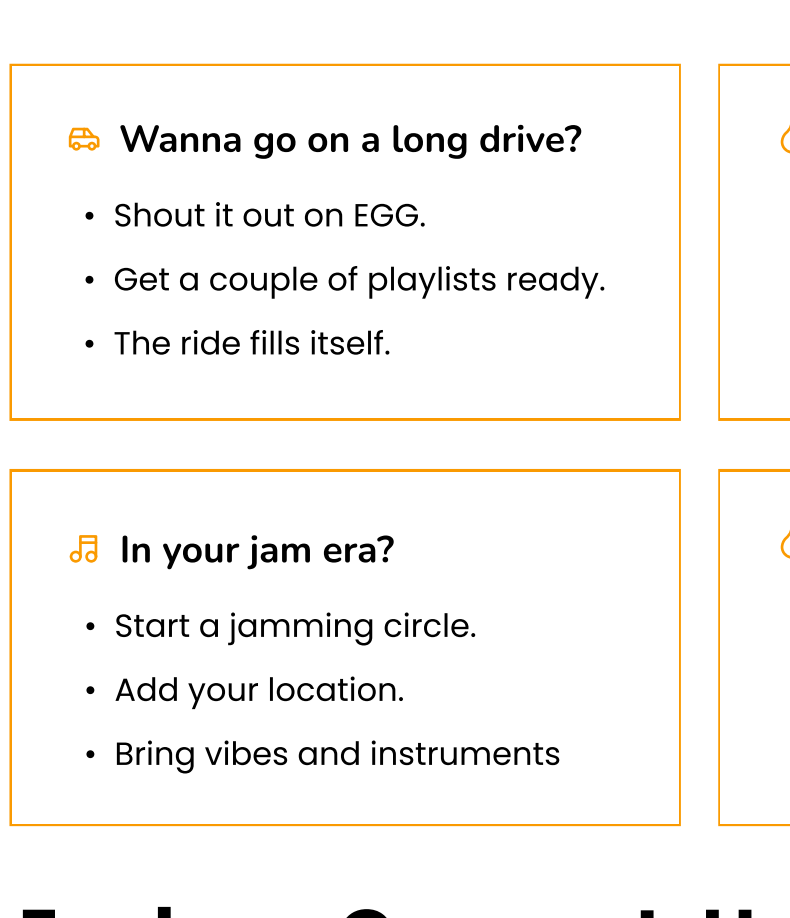 Wanna go on a long drive?
• Shout it out on EGG.
• Get a couple of playlists ready.
• The ride fills itself.
In your jam era?
• Start a jamming circle.
• Add your location.
• Bring vibes and instruments